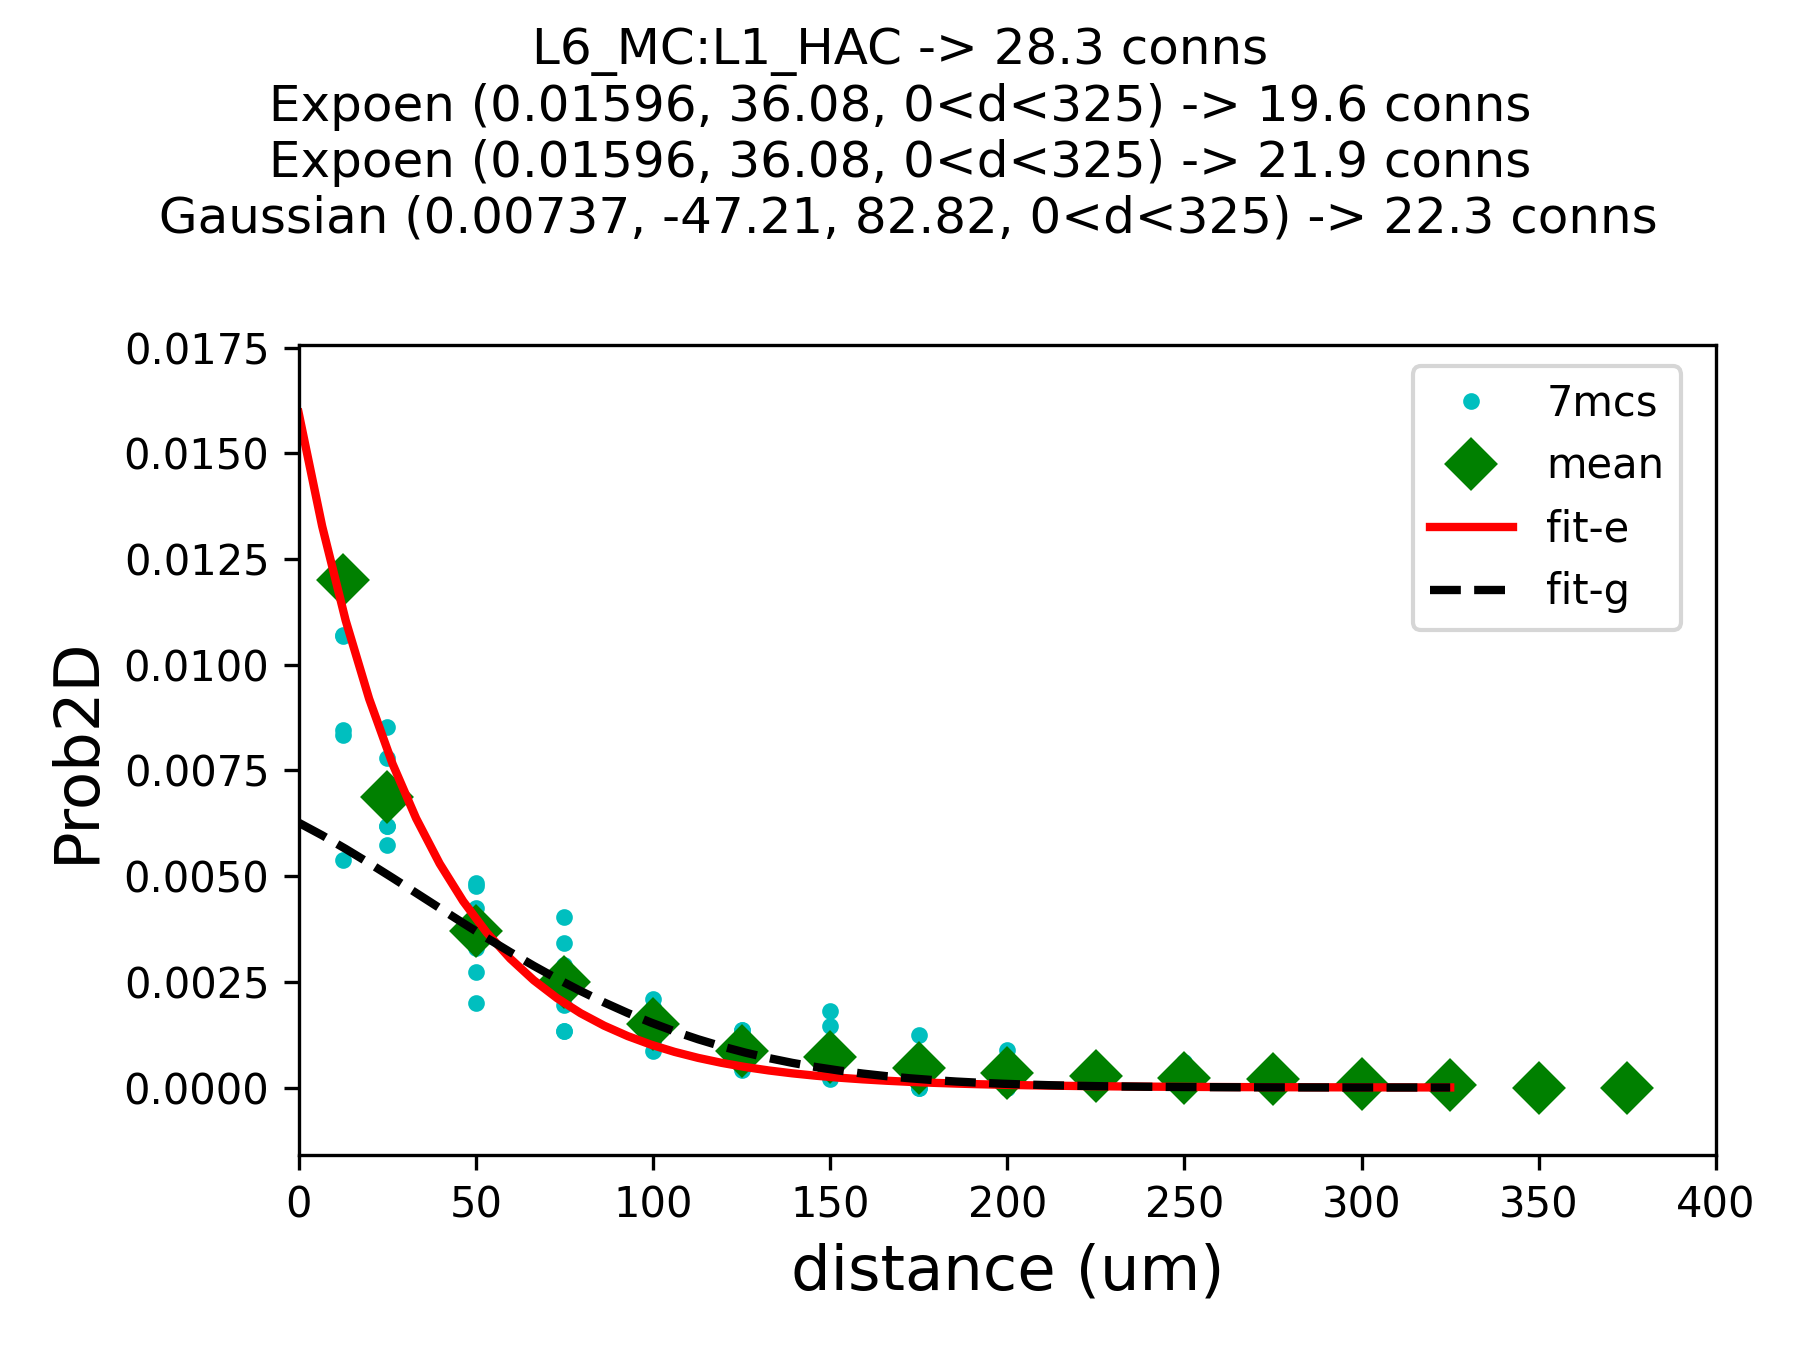 L6_MC:L1_HAC -> 28.3 conns
Expoen (0.01596, 36.08, 0<d<325) -> 19.6 conns
Expoen (0.01596, 36.08, 0<d<325) -> 21.9 conns
Gaussian (0.00737, -47.21, 82.82, 0<d<325) -> 22.3 conns
0.0175
0.0150
0.0125
0.0100
0.0075
0.0050
0.0025
0.0000
Prob2D
7mcs
mean
fit-e
fit-g
0 50 100 150 200 250 300 350 400
distance (um)